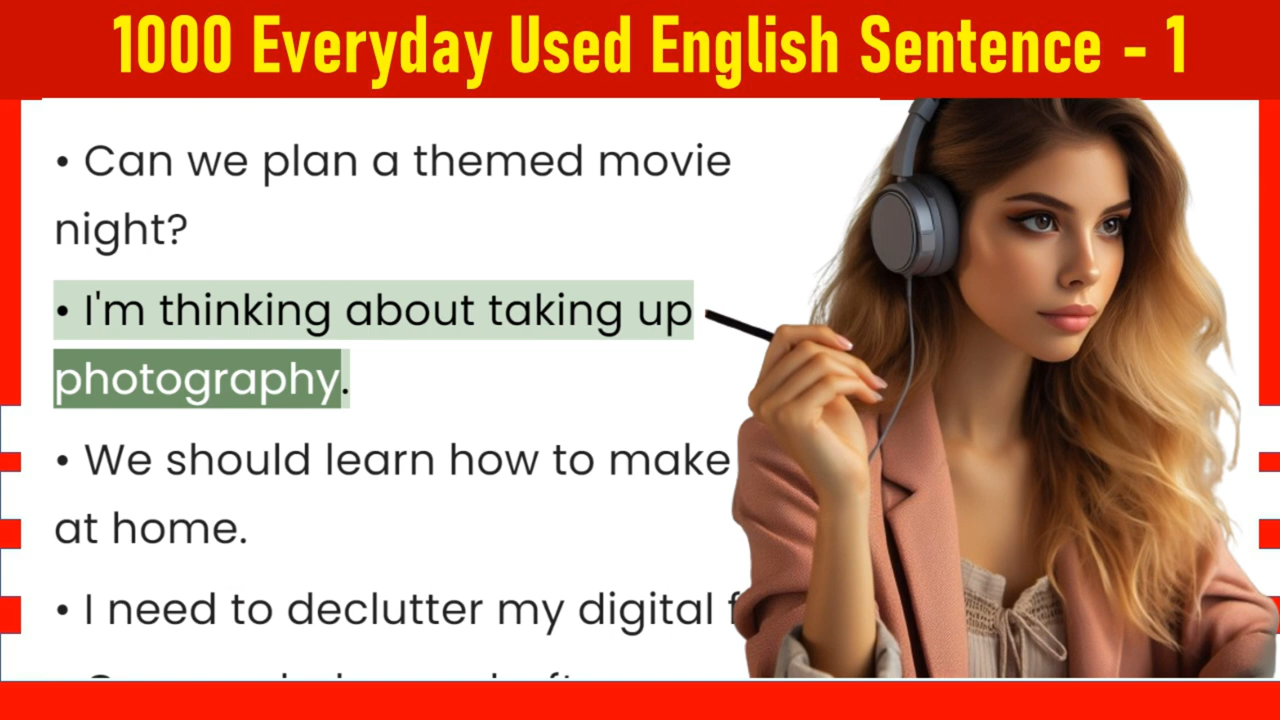 1000 Everyday Used English Sentence - 1
• Can we plan a themed movie
night?
• I'm thinking about taking up
photography.
• We should learn how to make
at home.
• I need to declutter my digital